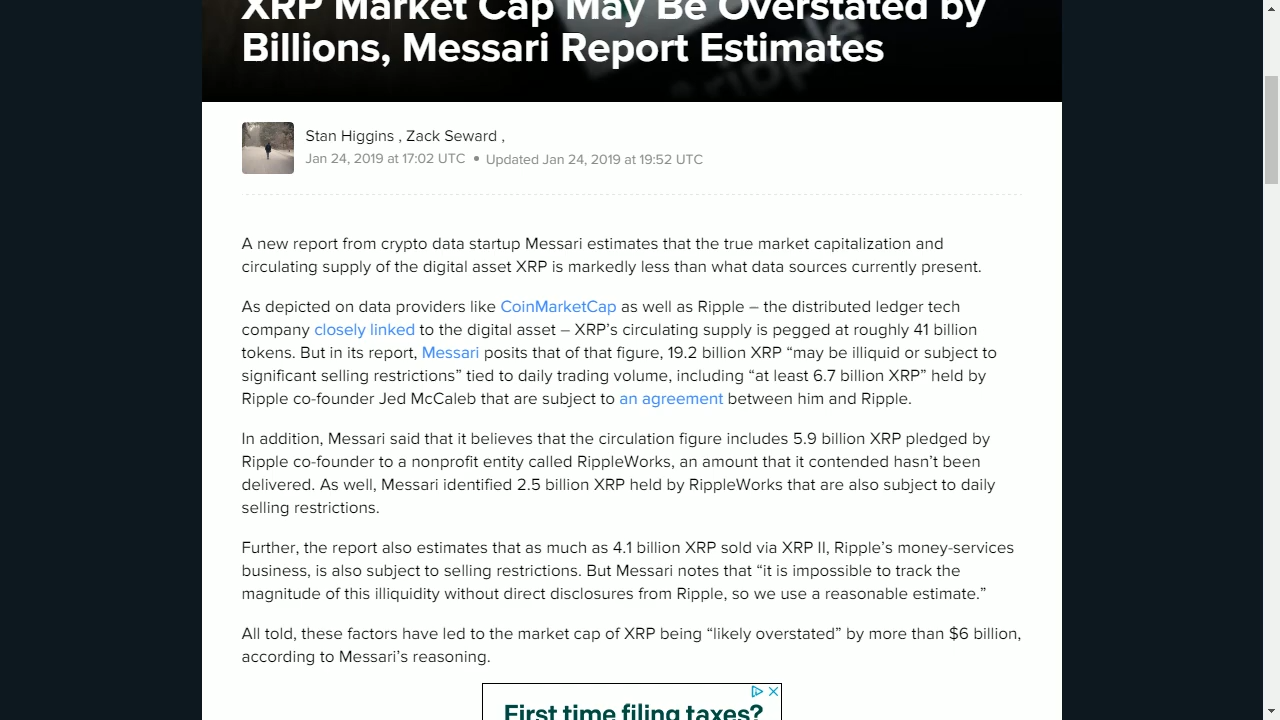 XRP Market Cap May Be Overstated by
Billions, Messari Report Estimates
ripple
Stan Higgins , Zack Seward ,
Jan 24, 2019 at 17:02 UTC • Updated Jan 24, 2019 at 19:52 UTC
A new report from crypto data startup Messari estimates that the true market capitalization and
circulating supply of the digital asset XRP is markedly less than what data sources currently present.
As depicted on data providers like CoinMarketCap as well as Ripple – the distributed ledger tech
company closely linked to the digital asset – XRP’s circulating supply is pegged at roughly 41 billion
tokens. But in its report, Messari posits that of that figure, 19.2 billion XRP “may be illiquid or subject to
significant selling restrictions” tied to daily trading volume, including “at least 6.7 billion XRP” held by
Ripple co-founder Jed McCaleb that are subject to an agreement between him and Ripple.
In addition, Messari said that it believes that the circulation figure includes 5.9 billion XRP pledged by
Ripple co-founder to a nonprofit entity called RippleWorks, an amount that it contended hasn’t been
delivered. As well, Messari identified 2.5 billion XRP held by RippleWorks that are also subject to daily
selling restrictions.
Further, the report also estimates that as much as 4.1 billion XRP sold via XRP II, Ripple’s money-services
business, is also subject to selling restrictions. But Messari notes that “it is impossible to track the
magnitude of this illiquidity without direct disclosures from Ripple, so we use a reasonable estimate.”
All told, these factors have led to the market cap of XRP being “likely overstated” by more than $6 billion,
according to Messari’s reasoning.
First time filing taxes?